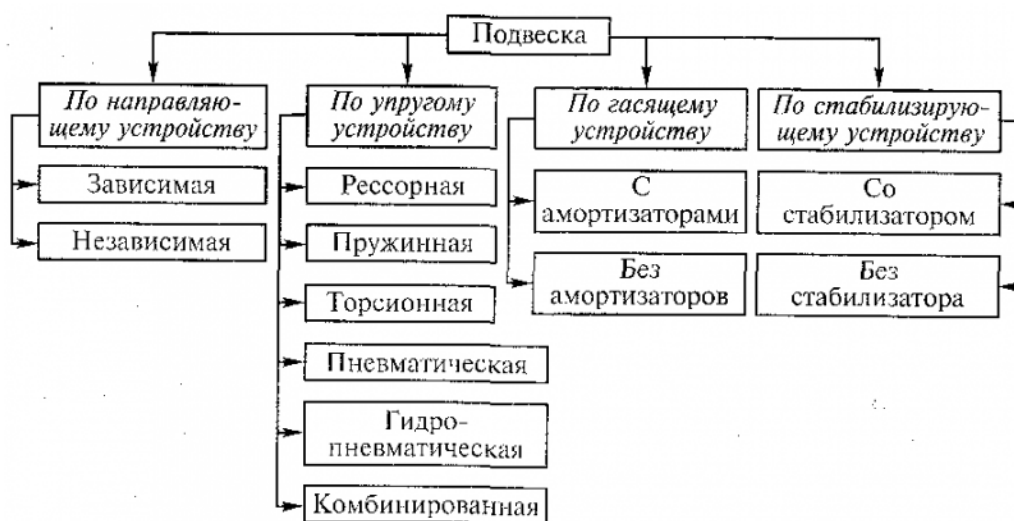 Подвеска
По направляю-
щему устройству
Зависимая
Независимая
По упругому
устройству
Рессорная
Пружинная
Торсионная
Пневматическая
Гидро-
пневматическая
Комбинированная
По гасящему
устройству
С
амортизаторами
Без
амортизаторов
По стабилизирую-
щему устройству
Со
стабилизатором
Без
стабилизатора